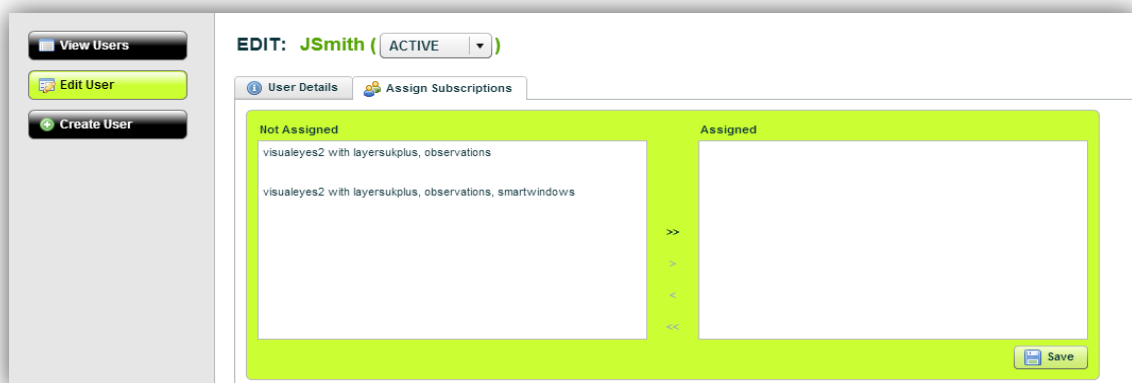 View Users
Edit User
Create User
EDIT: JSmith ( ACTIVE )
User Details
Assign Subscriptions
Not Assigned
Assigned
visualeyes2 with layersukplus, observations
visualeyes2 with layersukplus, observations, smartwindows
>>
>
<
<<
Save